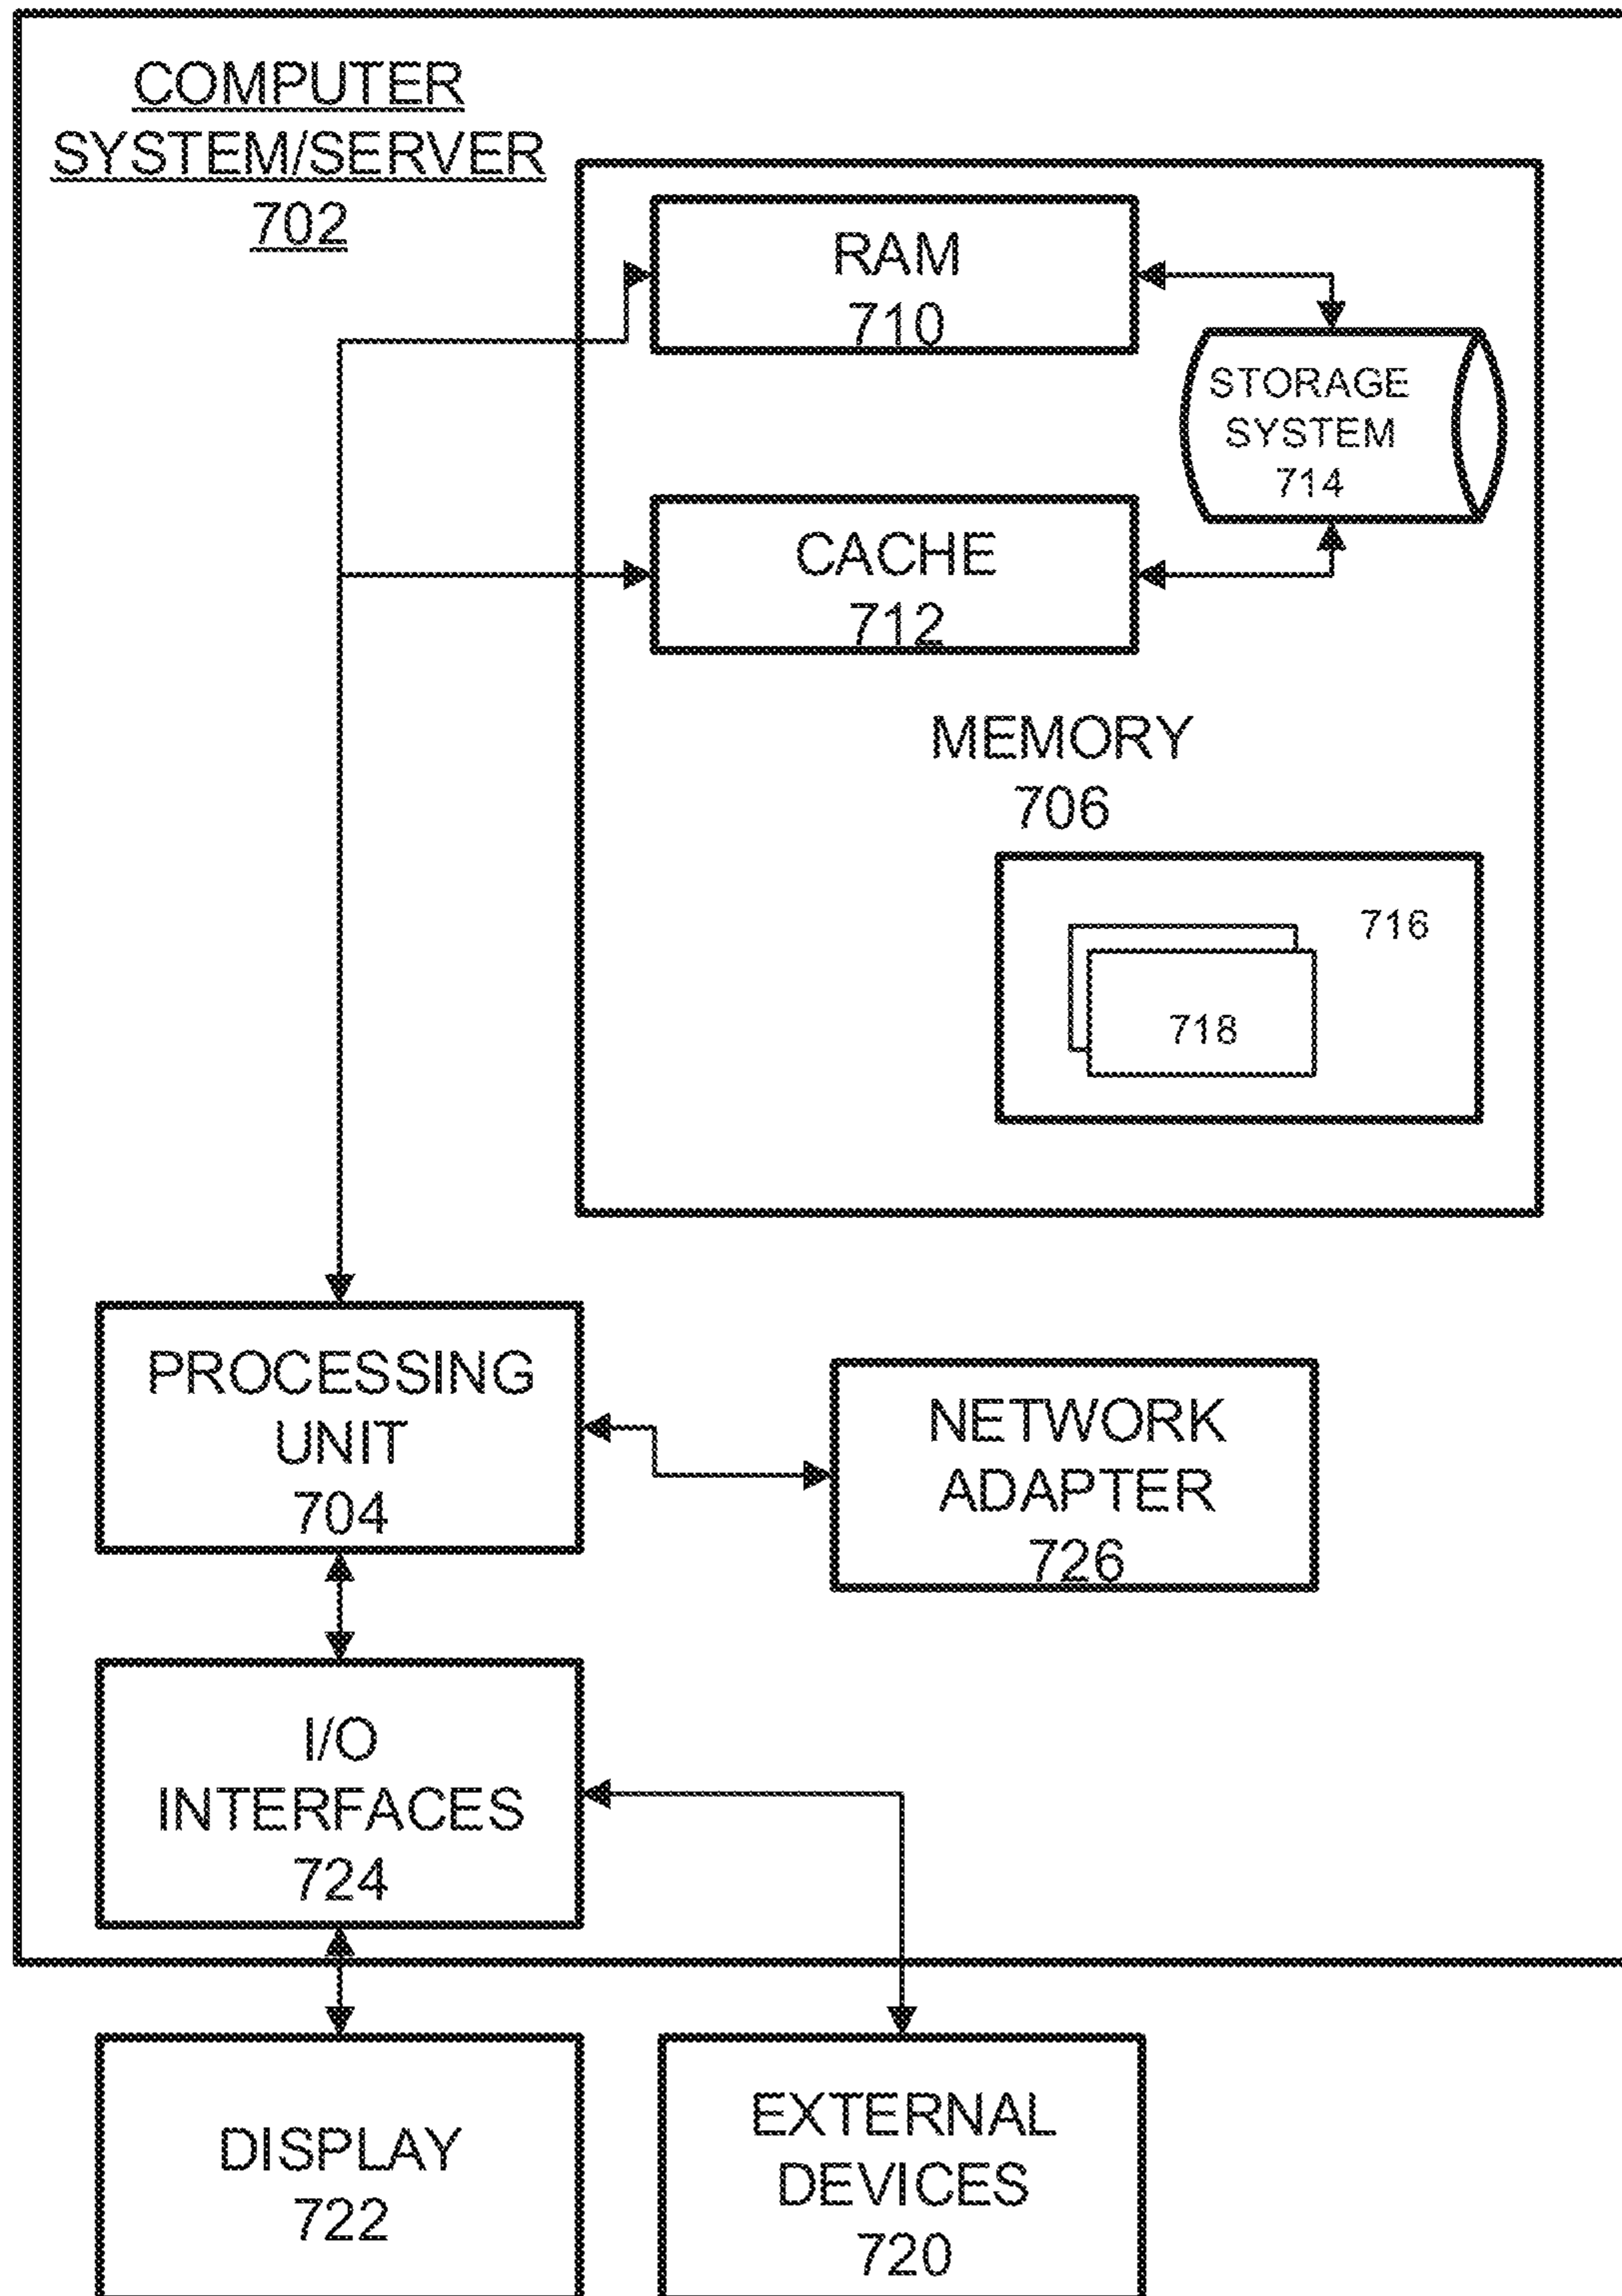 COMPUTER
SYSTEM/SERVER
702
RAM
710
STORAGE
SYSTEM
714
CACHE
712
MEMORY
706
716
718
PROCESSING
UNIT
704
NETWORK
ADAPTER
726
I/O
INTERFACES
724
DISPLAY
722
EXTERNAL
DEVICES
720